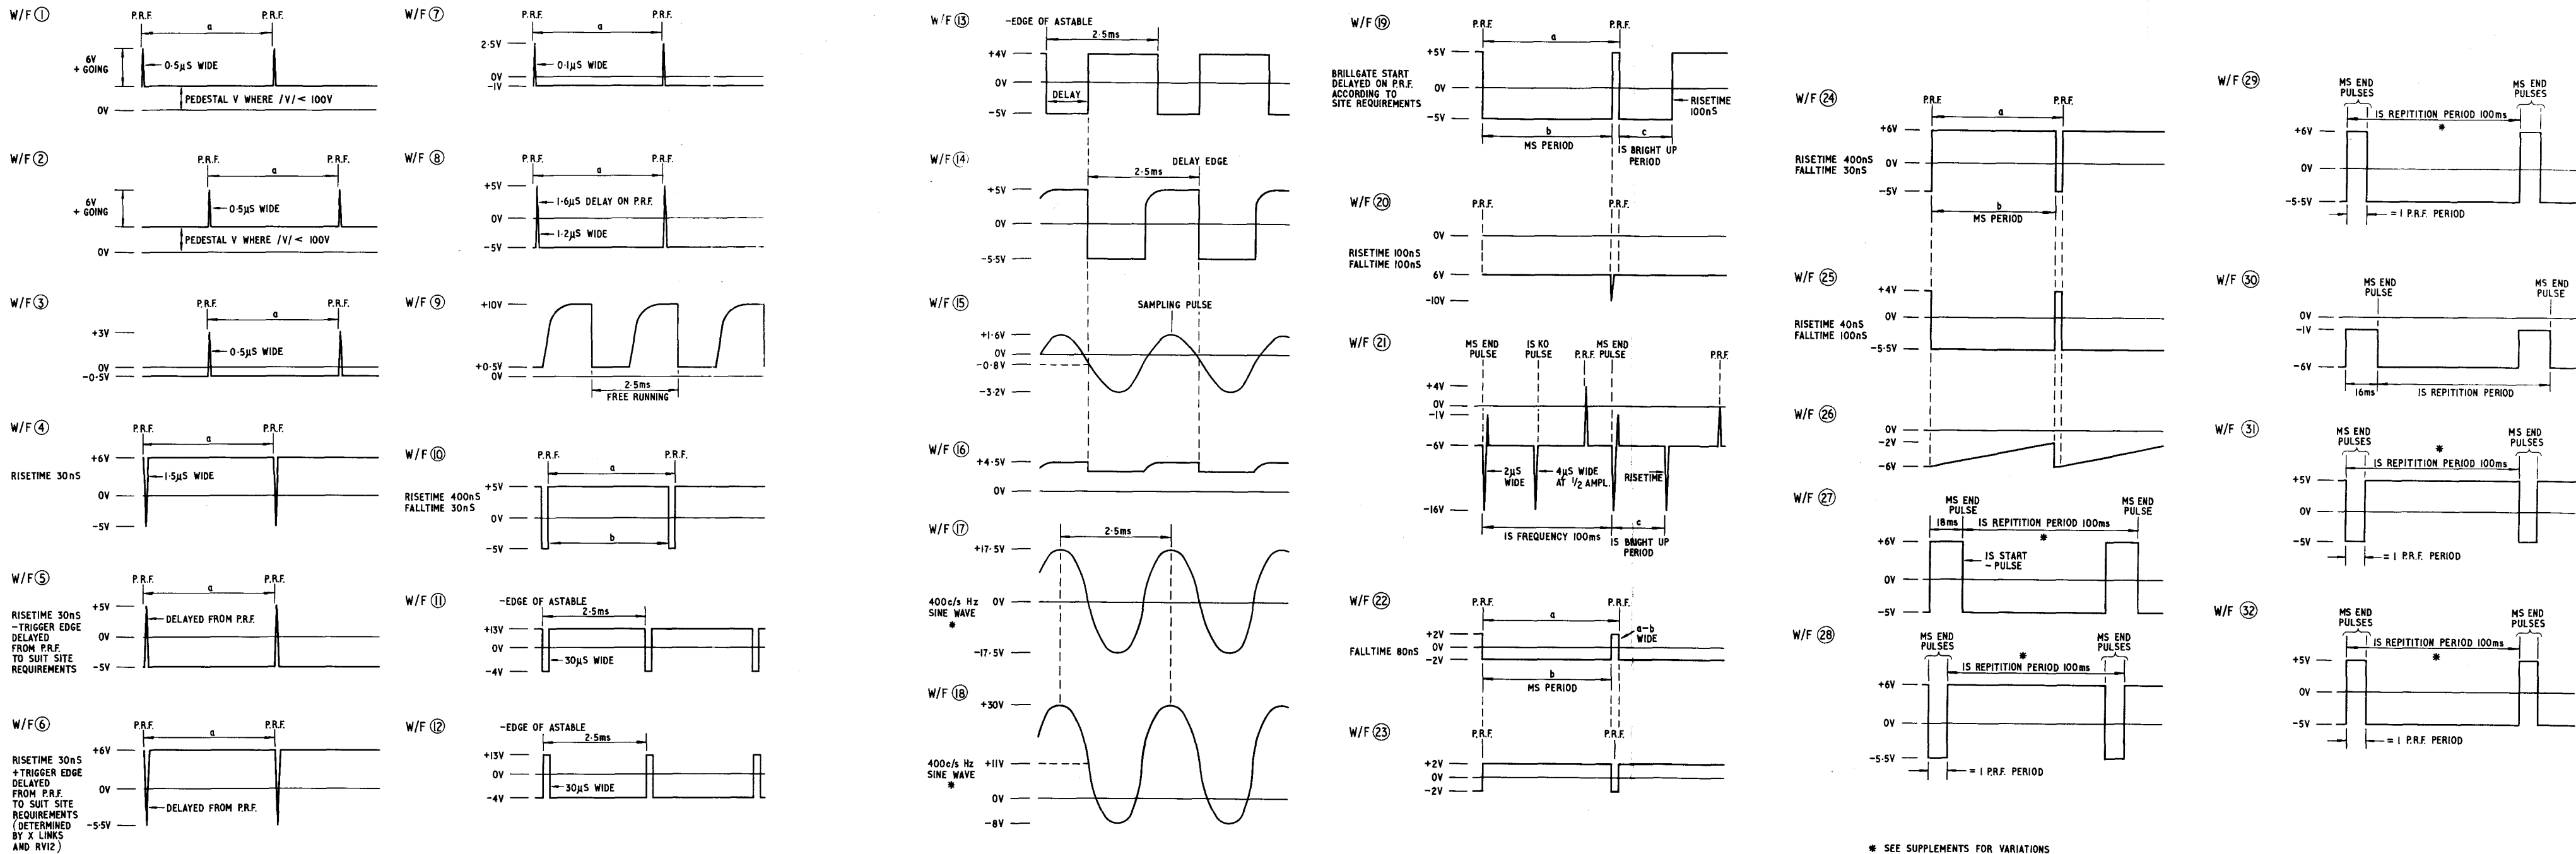 W/F 1
P.R.F. P.R.F.
a
6V
+ GOING
0·5µS WIDE
PEDESTAL V WHERE /V/< 100V
0V
W/F 2
P.R.F. P.R.F.
a
6V
+ GOING
0·5µS WIDE
PEDESTAL V WHERE /V/< 100V
0V
W/F 3
P.R.F. P.R.F.
a
+3V
0·5µS WIDE
0V
-0·5V
W/F 4
P.R.F. P.R.F.
a
+6V
RISETIME 30nS
1·5µS WIDE
0V
-5V
W/F 5
P.R.F. P.R.F.
a
RISETIME 30nS
-TRIGGER EDGE
DELAYED
FROM P.R.F.
TO SUIT SITE
REQUIREMENTS
+5V
DELAYED FROM P.R.F.
0V
-5V
W/F 6
P.R.F. P.R.F.
a
+6V
RISETIME 30nS
+TRIGGER EDGE
DELAYED
FROM P.R.F.
TO SUIT SITE
REQUIREMENTS
(DETERMINED
BY X LINKS
AND RV12)
0V
DELAYED FROM P.R.F.
-5·5V
W/F 7
P.R.F. P.R.F.
a
2·5V
0·1µS WIDE
0V
-1V
W/F 8
P.R.F. P.R.F.
a
+5V
1·6µS DELAY ON P.R.F.
0V
1·2µS WIDE
-5V
W/F 9
+10V
+0·5V
0V
2·5ms
FREE RUNNING
W/F 10
P.R.F. P.R.F.
a
+5V
RISETIME 400nS
FALLTIME 30nS
0V
b
-5V
W/F 11
-EDGE OF ASTABLE
2·5ms
+13V
0V
30µS WIDE
-4V
W/F 12
-EDGE OF ASTABLE
2·5ms
+13V
0V
30µS WIDE
-4V
W/F 13
-EDGE OF ASTABLE
2·5ms
+4V
0V
DELAY
-5V
W/F 14
DELAY EDGE
2·5ms
+5V
0V
-5·5V
W/F 15
SAMPLING PULSE
+1·6V
0V
-0·8V
-3·2V
W/F 16
+4·5V
0V
W/F 17
2·5ms
+17·5V
400c/s Hz
SINE WAVE
*
0V
-17·5V
W/F 18
+30V
400c/s Hz
SINE WAVE
*
+11V
0V
-8V
W/F 19
P.R.F. P.R.F.
a
+5V
BRILLGATE START
DELAYED ON P.R.F.
ACCORDING TO
SITE REQUIREMENTS
0V
RISETIME
100nS
-5V
b
MS PERIOD
c
IS BRIGHT UP
PERIOD
W/F 20
P.R.F. P.R.F.
0V
RISETIME 100nS
FALLTIME 100nS
6V
-10V
W/F 21
MS END
PULSE
IS KO
PULSE
P.R.F.
MS END
PULSE
P.R.F.
+4V
0V
-1V
-6V
2µS
WIDE
4µS WIDE
AT 1/2 AMPL.
RISETIME
-16V
IS FREQUENCY 100ms
c
IS BRIGHT UP
PERIOD
W/F 22
P.R.F. P.R.F.
a
a-b
WIDE
+2V
0V
-2V
FALLTIME 80nS
b
MS PERIOD
W/F 23
P.R.F. P.R.F.
+2V
0V
-2V
W/F 24
P.R.F. P.R.F.
a
+6V
RISETIME 400nS
FALLTIME 30nS
0V
-5V
b
MS PERIOD
W/F 25
+4V
0V
RISETIME 40nS
FALLTIME 100nS
-5·5V
W/F 26
0V
-2V
-6V
W/F 27
MS END
PULSE
MS END
PULSE
18ms
IS REPITITION PERIOD 100ms
*
+6V
IS START
- PULSE
0V
-5V
W/F 28
MS END
PULSES
MS END
PULSES
*
IS REPITITION PERIOD 100ms
+6V
0V
-5·5V
= 1 P.R.F. PERIOD
W/F 29
MS END
PULSES
MS END
PULSES
IS REPITITION PERIOD 100ms
*
+6V
0V
-5·5V
= 1 P.R.F. PERIOD
W/F 30
MS END
PULSE
MS END
PULSE
0V
-1V
-6V
16ms
IS REPITITION PERIOD
W/F 31
MS END
PULSES
MS END
PULSES
*
IS REPITITION PERIOD 100ms
+5V
0V
-5V
= 1 P.R.F. PERIOD
W/F 32
MS END
PULSES
MS END
PULSES
IS REPITITION PERIOD 100ms
*
+5V
0V
-5V
= 1 P.R.F. PERIOD
* SEE SUPPLEMENTS FOR VARIATIONS